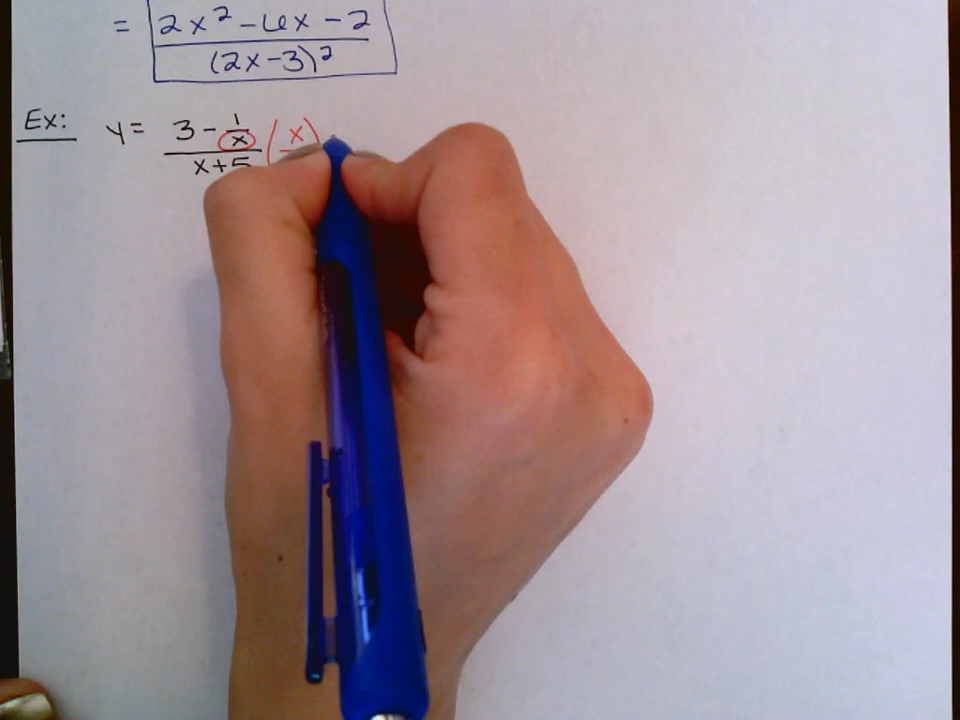 = 2x² - 6x - 2
(2x-3)²
Ex: y = 3 - 1/x (x)
x+5